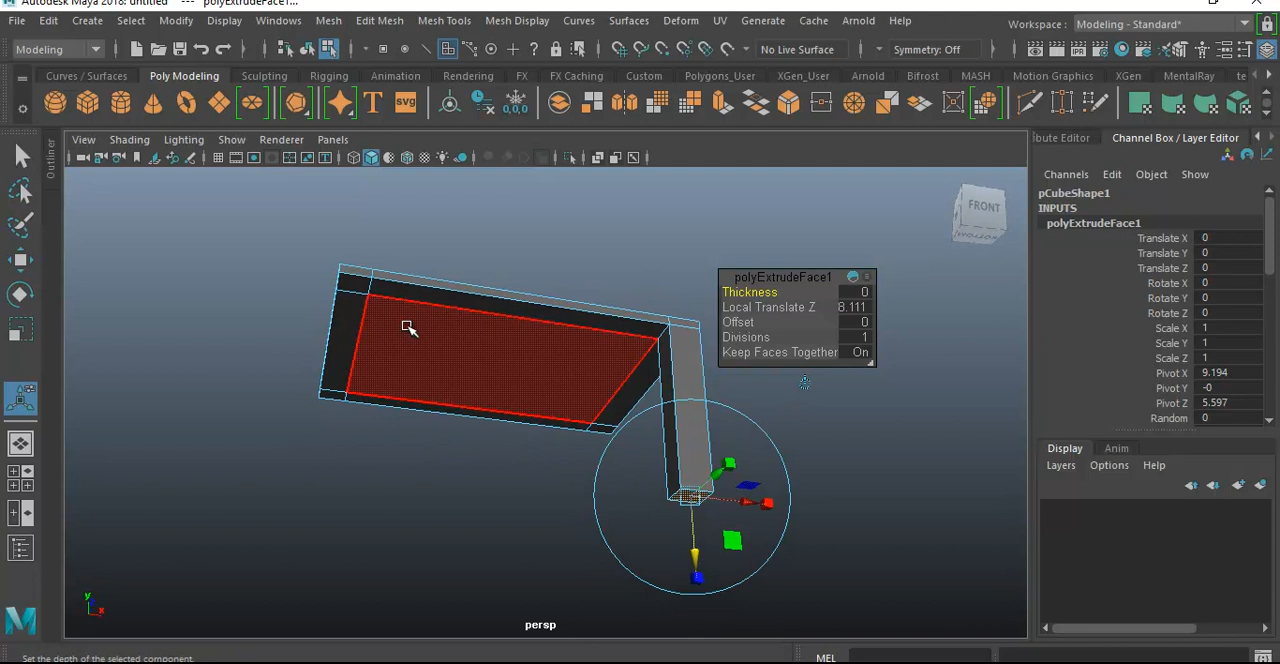 Autodesk Maya 2018: untitled --- polyExtrudeFace1...
File Edit Create Select Modify Display Windows Mesh Edit Mesh Mesh Tools Mesh Display Curves Surfaces Deform UV Generate Cache Arnold Help
Workspace : Modeling - Standard*
Modeling No Live Surface Symmetry: Off
Curves / Surfaces Poly Modeling Sculpting Rigging Animation Rendering FX FX Caching Custom Polygons_User XGen_User Arnold Bifrost MASH Motion Graphics XGen MentalRay te
T SVG 0,0,0
View Shading Lighting Show Renderer Panels
Outliner
bute Editor Channel Box / Layer Editor
Channels Edit Object Show
pCubeShape1
INPUTS
polyExtrudeFace1
Translate X 0
Translate Y 0
Translate Z 0
Rotate X 0
Rotate Y 0
Rotate Z 0
Scale X 1
Scale Y 1
Scale Z 1
Pivot X 9.194
Pivot Y -0
Pivot Z 5.597
Random 0
FRONT
polyExtrudeFace1
Thickness 0
Local Translate Z 8.111
Offset 0
Divisions 1
Keep Faces Together On
Display Anim
Layers Options Help
y
x
persp
Set the depth of the selected component.
MEL